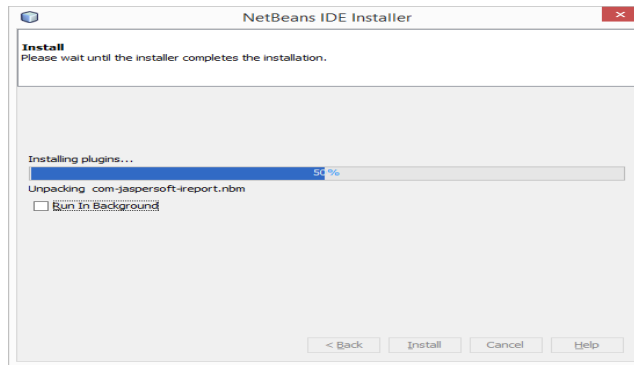 NetBeans IDE Installer
Install
Please wait until the installer completes the installation.
Installing plugins...
50%
Unpacking com-jaspersoft-ireport.nbm
Run In Background
< Back Install Cancel Help